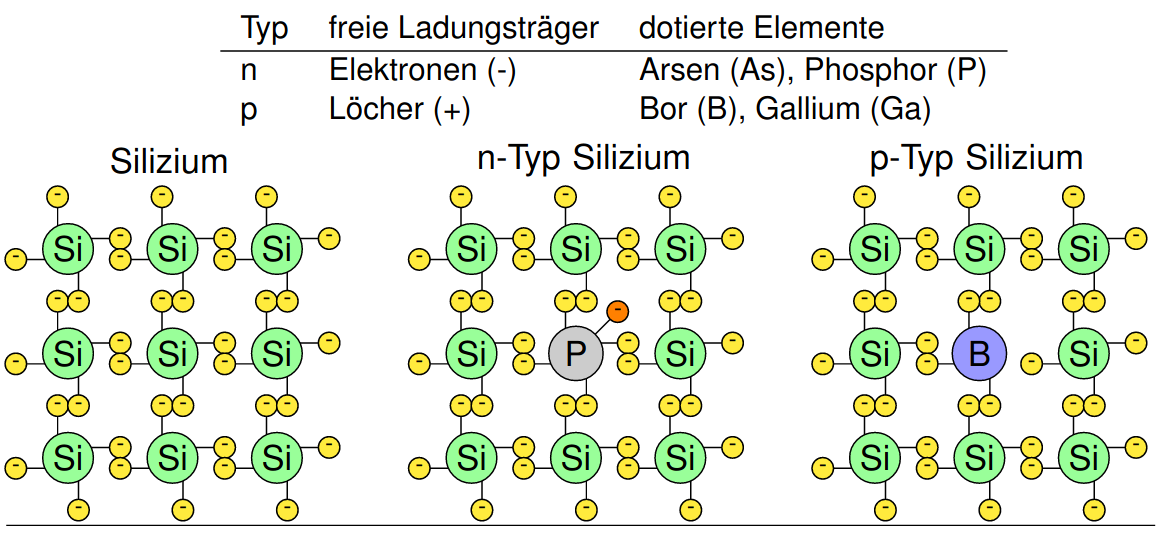 Typ freie Ladungsträger dotierte Elemente
n Elektronen (-) Arsen (As), Phosphor (P)
p Löcher (+) Bor (B), Gallium (Ga)
Silizium n-Typ Silizium p-Typ Silizium
- - - - - - - - -
Si Si Si Si Si Si Si Si Si
Si Si Si Si P Si Si B Si
Si Si Si Si Si Si Si Si Si
- - - - - - - - -